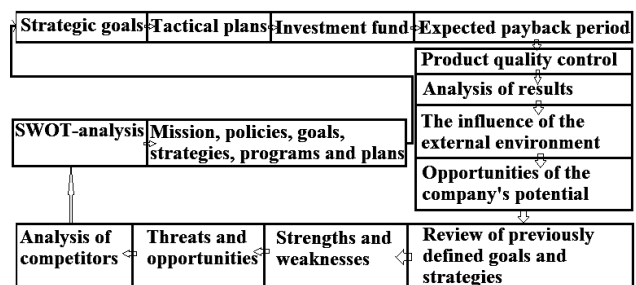 Strategic goals
Tactical plans
Investment fund
Expected payback period
Product quality control
Analysis of results
The influence of the
external environment
Opportunities of the
company's potential
SWOT-analysis
Mission, policies, goals,
strategies, programs and plans
Analysis of
competitors
Threats and
opportunities
Strengths and
weaknesses
Review of previously
defined goals and
strategies